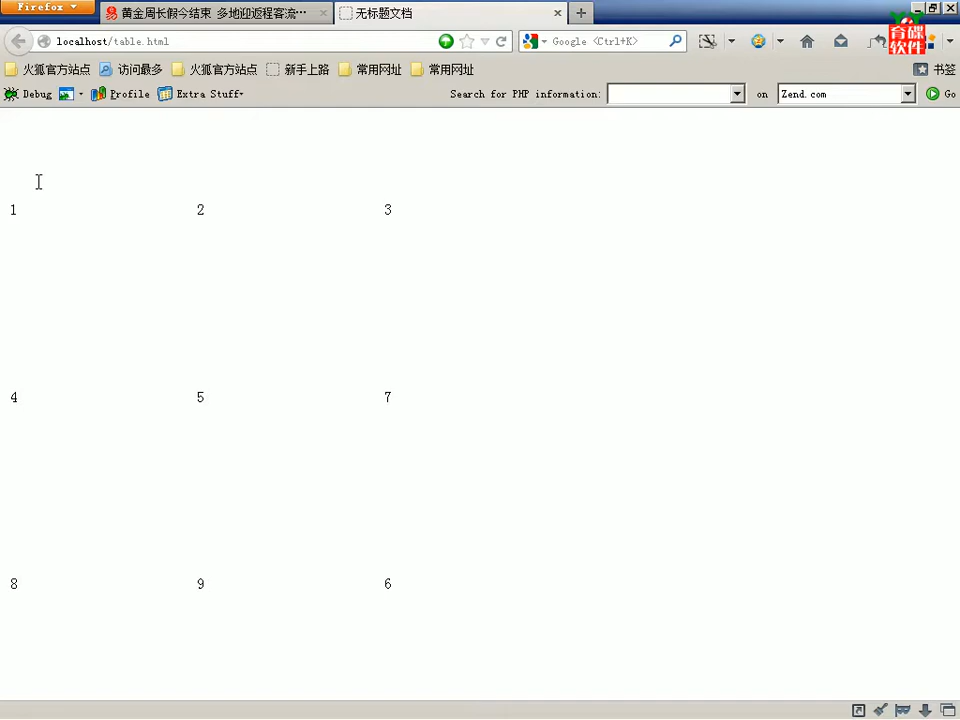 Firefox
黄金周长假今结束 多地迎返程客流…
无标题文档
localhost/table.html
Google <Ctrl+K>
育碟软件
火狐官方站点
访问最多
火狐官方站点
新手上路
常用网址
常用网址
书签
Debug
Profile
Extra Stuff
Search for PHP information:
on
Zend.com
Go
1 2 3
4 5 7
8 9 6